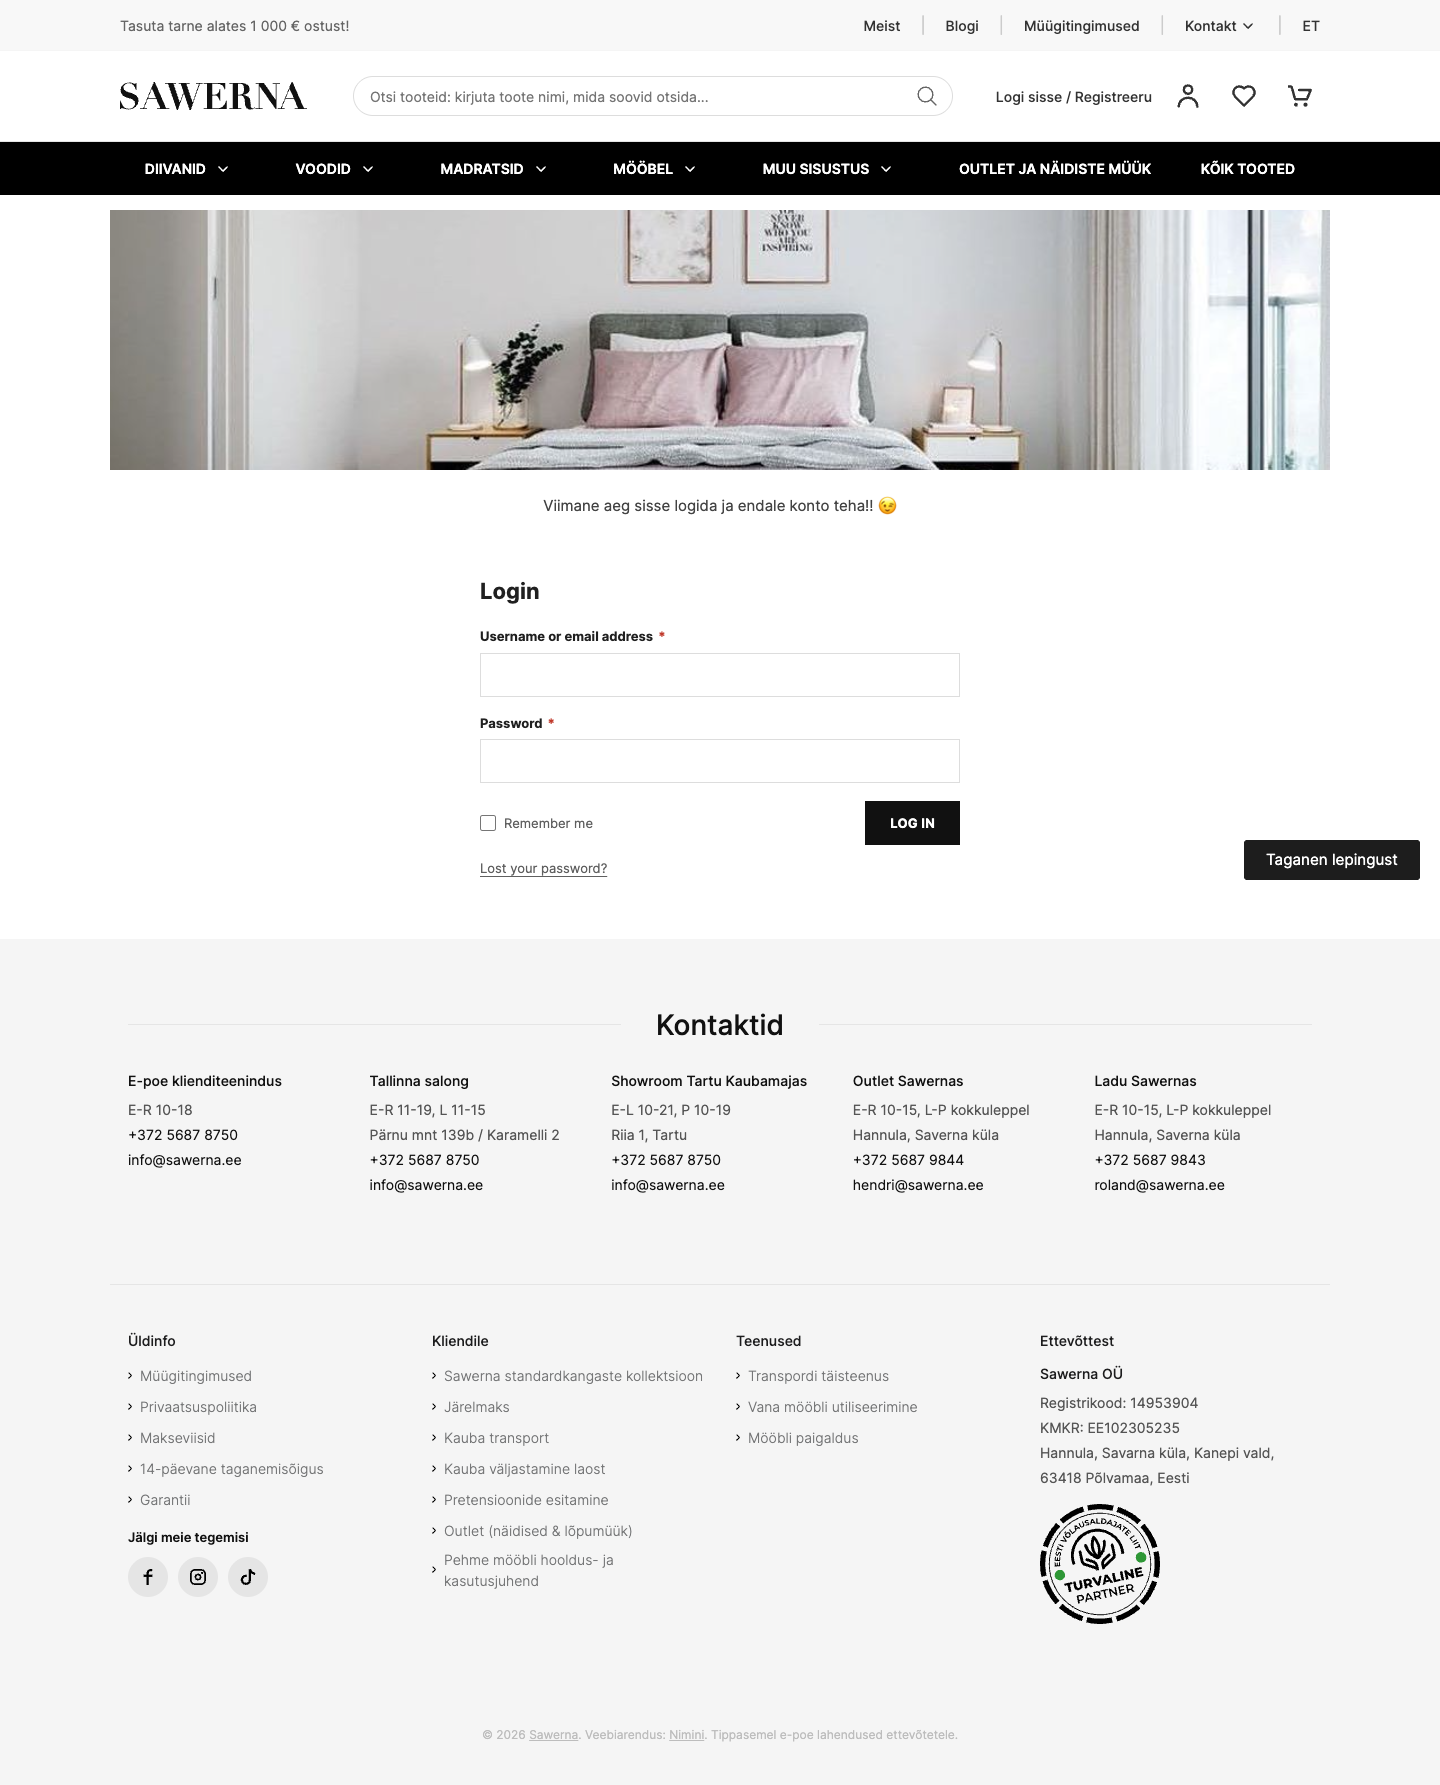 Tasuta tarne alates 1 000 € ostust!
Meist
Blogi
Müügitingimused
Kontakt
ET
SAWERNA
Otsi tooteid: kirjuta toote nimi, mida soovid otsida...
Logi sisse / Registreeru
DIIVANID
VOODID
MADRATSID
MÖÖBEL
MUU SISUSTUS
OUTLET JA NÄIDISTE MÜÜK
KÕIK TOOTED
YOU
NEVER
KNOW
WHO YOU
ARE
INSPIRING
Viimane aeg sisse logida ja endale konto teha!! 😉
Login
Username or email address *
Password *
Remember me
LOG IN
Lost your password?
Taganen lepingust
Kontaktid
E-poe klienditeenindus
E-R 10-18
+372 5687 8750
info@sawerna.ee
Tallinna salong
E-R 11-19, L 11-15
Pärnu mnt 139b / Karamelli 2
+372 5687 8750
info@sawerna.ee
Showroom Tartu Kaubamajas
E-L 10-21, P 10-19
Riia 1, Tartu
+372 5687 8750
info@sawerna.ee
Outlet Sawernas
E-R 10-15, L-P kokkuleppel
Hannula, Saverna küla
+372 5687 9844
hendri@sawerna.ee
Ladu Sawernas
E-R 10-15, L-P kokkuleppel
Hannula, Saverna küla
+372 5687 9843
roland@sawerna.ee
Üldinfo
Müügitingimused
Privaatsuspoliitika
Makseviisid
14-päevane taganemisõigus
Garantii
Jälgi meie tegemisi
Kliendile
Sawerna standardkangaste kollektsioon
Järelmaks
Kauba transport
Kauba väljastamine laost
Pretensioonide esitamine
Outlet (näidised & lõpumüük)
Pehme mööbli hooldus- ja
kasutusjuhend
Teenused
Transpordi täisteenus
Vana mööbli utiliseerimine
Mööbli paigaldus
Ettevõttest
Sawerna OÜ
Registrikood: 14953904
KMKR: EE102305235
Hannula, Savarna küla, Kanepi vald,
63418 Põlvamaa, Eesti
EESTI VÕLAUSALDAJATE LIIT
TURVALINE
PARTNER
© 2026 Sawerna. Veebiarendus: Nimini. Tippasemel e-poe lahendused ettevõtetele.